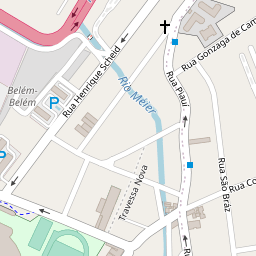 Rua Gonzaga de Cam
Rua Henrique Scheid
Rio Méier
Rua Piauí
Belém-
Belém
P
P
Travessa Nova
Rua São Braz
Rua Co
Ru